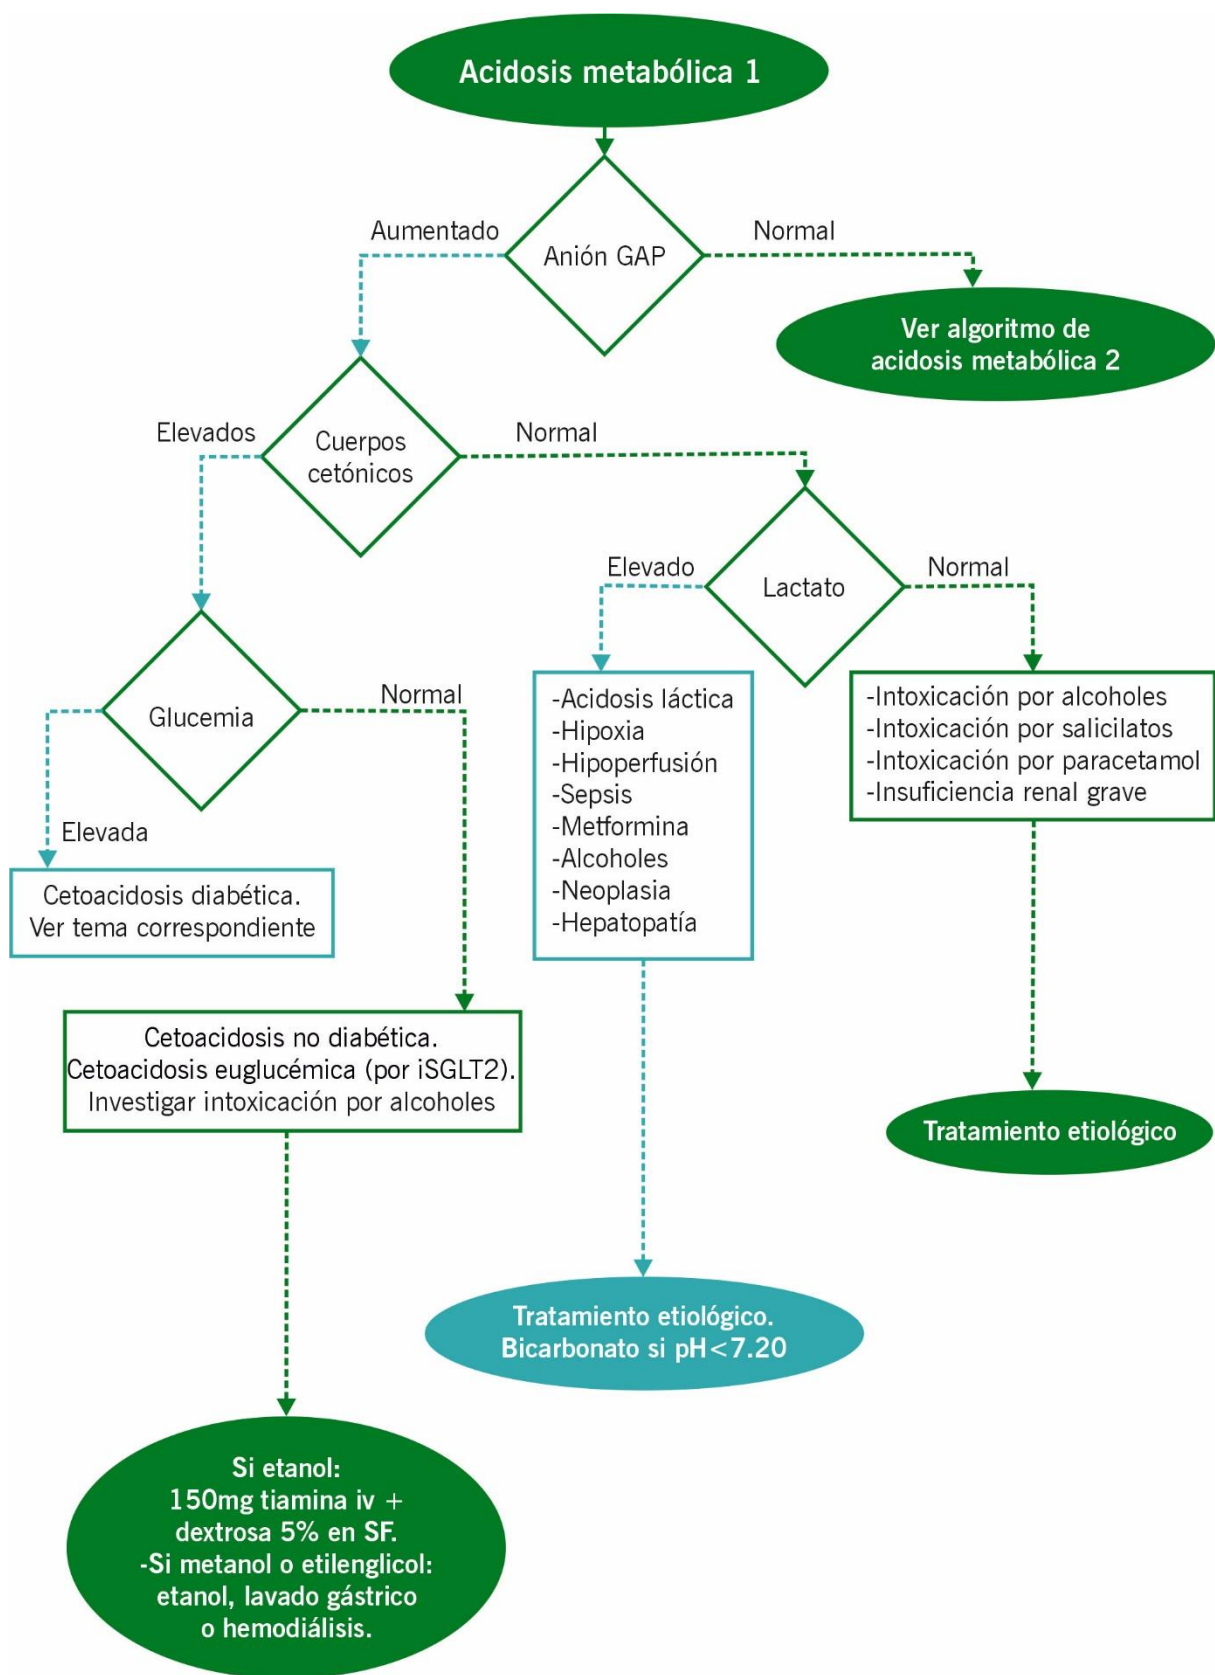 Acidosis metabólica 1
Aumentado
Normal
Anión GAP
Ver algoritmo de
acidosis metabólica 2
Elevados
Normal
Cuerpos
cetónicos
Elevado
Normal
Lactato
Normal
Glucemia
Elevada
-Acidosis láctica
-Hipoxia
-Hipoperfusión
-Sepsis
-Metformina
-Alcoholes
-Neoplasia
-Hepatopatía
-Intoxicación por alcoholes
-Intoxicación por salicilatos
-Intoxicación por paracetamol
-Insuficiencia renal grave
Cetoacidosis diabética.
Ver tema correspondiente
Cetoacidosis no diabética.
Cetoacidosis euglucémica (por iSGLT2).
Investigar intoxicación por alcoholes
Tratamiento etiológico
Tratamiento etiológico.
Bicarbonato si pH<7.20
Si etanol:
150mg tiamina iv +
dextrosa 5% en SF.
-Si metanol o etilenglicol:
etanol, lavado gástrico
o hemodiálisis.